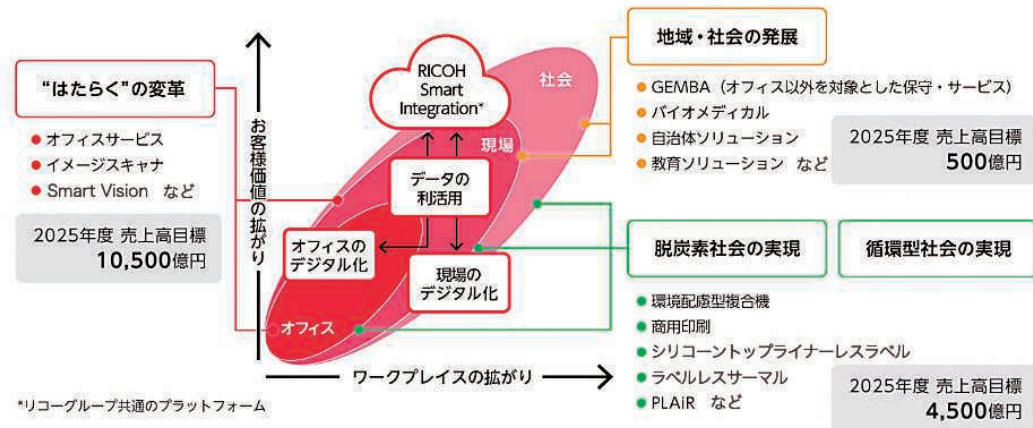 “はたらく”の変革
オフィスサービス
イメージスキャナ
Smart Vision など
2025年度 売上高目標
10,500億円
お客様価値の拡がり
RICOH
Smart
Integration*
社会
現場
データの
利活用
オフィスの
デジタル化
現場の
デジタル化
オフィス
ワークプレイスの拡がり
*リコーグループ共通のプラットフォーム
地域・社会の発展
GEMBA（オフィス以外を対象とした保守・サービス）
バイオメディカル
自治体ソリューション
教育ソリューション など
2025年度 売上高目標
500億円
脱炭素社会の実現
循環型社会の実現
環境配慮型複合機
商用印刷
シリコーントップライナーレスラベル
ラベルレスサーマル
PLAiR など
2025年度 売上高目標
4,500億円